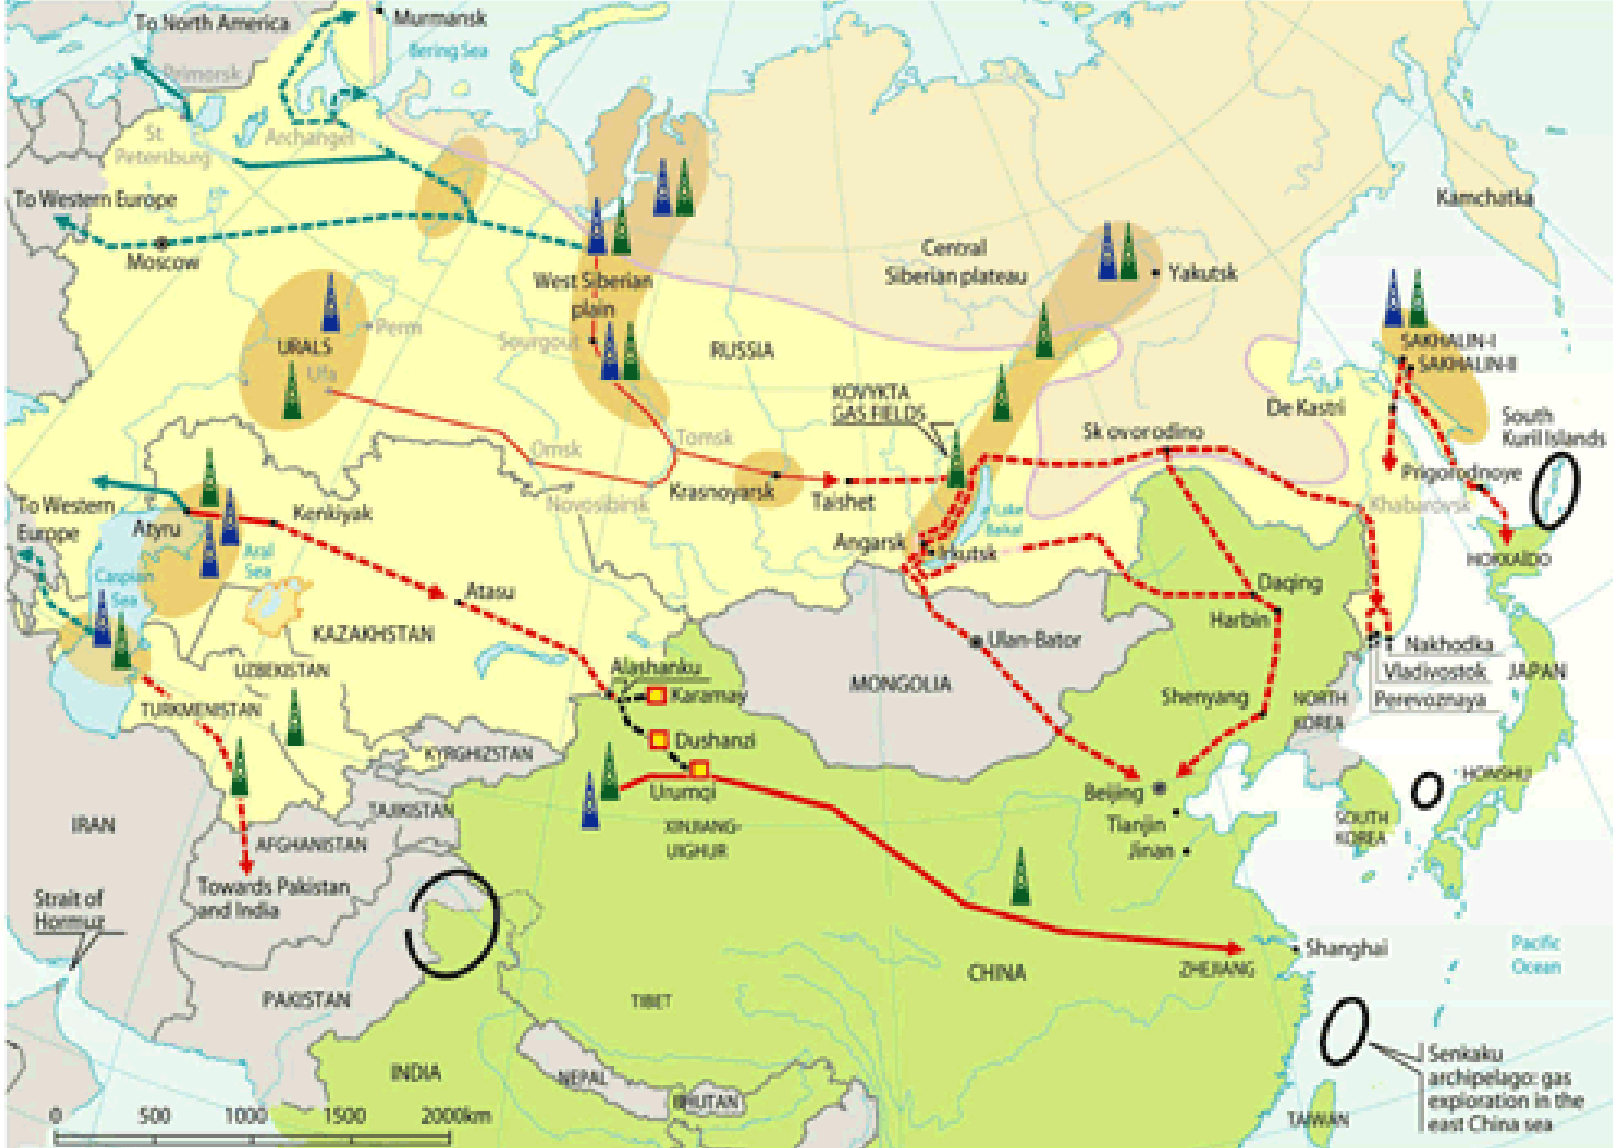 To North America
Murmansk
Bering Sea
Primorsk
St
Petersburg
Archangel
To Western Europe
Moscow
Kamchatka
Central
Siberian plateau
Yakutsk
West Siberian
plain
Perm
URALS
Ufa
Sourgout
RUSSIA
SAKHALIN-I
SAKHALIN-II
KOVYKTA
GAS FIELDS
De Kastri
South
Kuril Islands
Omsk
Tomsk
Sk ovorodino
Novosibirsk
Krasnoyarsk
Taishet
Prigorodnoye
Khabarovsk
To Western
Europe
Atyru
Kenkiyak
Aral
Sea
Lake
Baikal
Angarsk
Irkutsk
HOKKAÏDO
Caspian
Sea
Atasu
Daqing
Harbin
KAZAKHSTAN
Ulan-Bator
Nakhodka
Vladivostok
Perevoznaya
JAPAN
UZBEKISTAN
Alashanku
Karamay
MONGOLIA
Shenyang
NORTH
KOREA
TURKMENISTAN
Dushanzi
KYRGHIZSTAN
Urumqi
Beijing
HONSHU
IRAN
TAJIKISTAN
AFGHANISTAN
XINJIANG-
UIGHUR
Tianjin
Jinan
SOUTH
KOREA
Towards Pakistan
and India
Strait of
Hormuz
Shanghai
ZHEJIANG
Pacific
Ocean
CHINA
PAKISTAN
TIBET
INDIA
NEPAL
BHUTAN
TAIWAN
Senkaku
archipelago: gas
exploration in the
east China sea
0 500 1000 1500 2000km